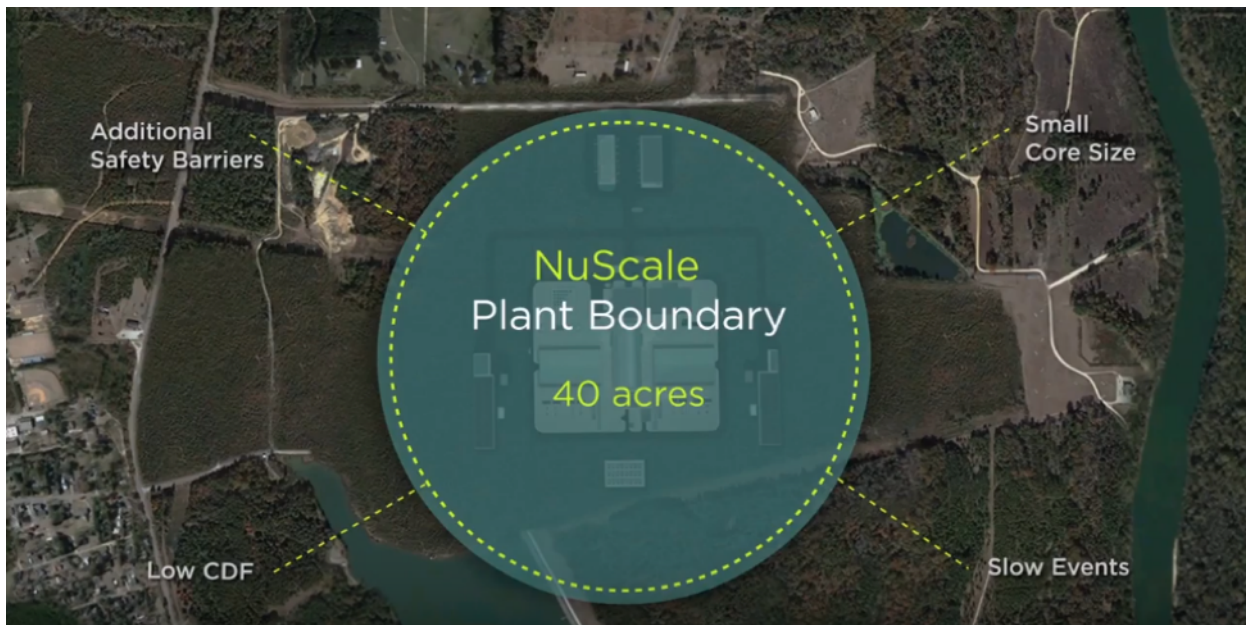 Additional
Safety Barriers
Small
Core Size
NuScale
Plant Boundary
40 acres
Low CDF
Slow Events